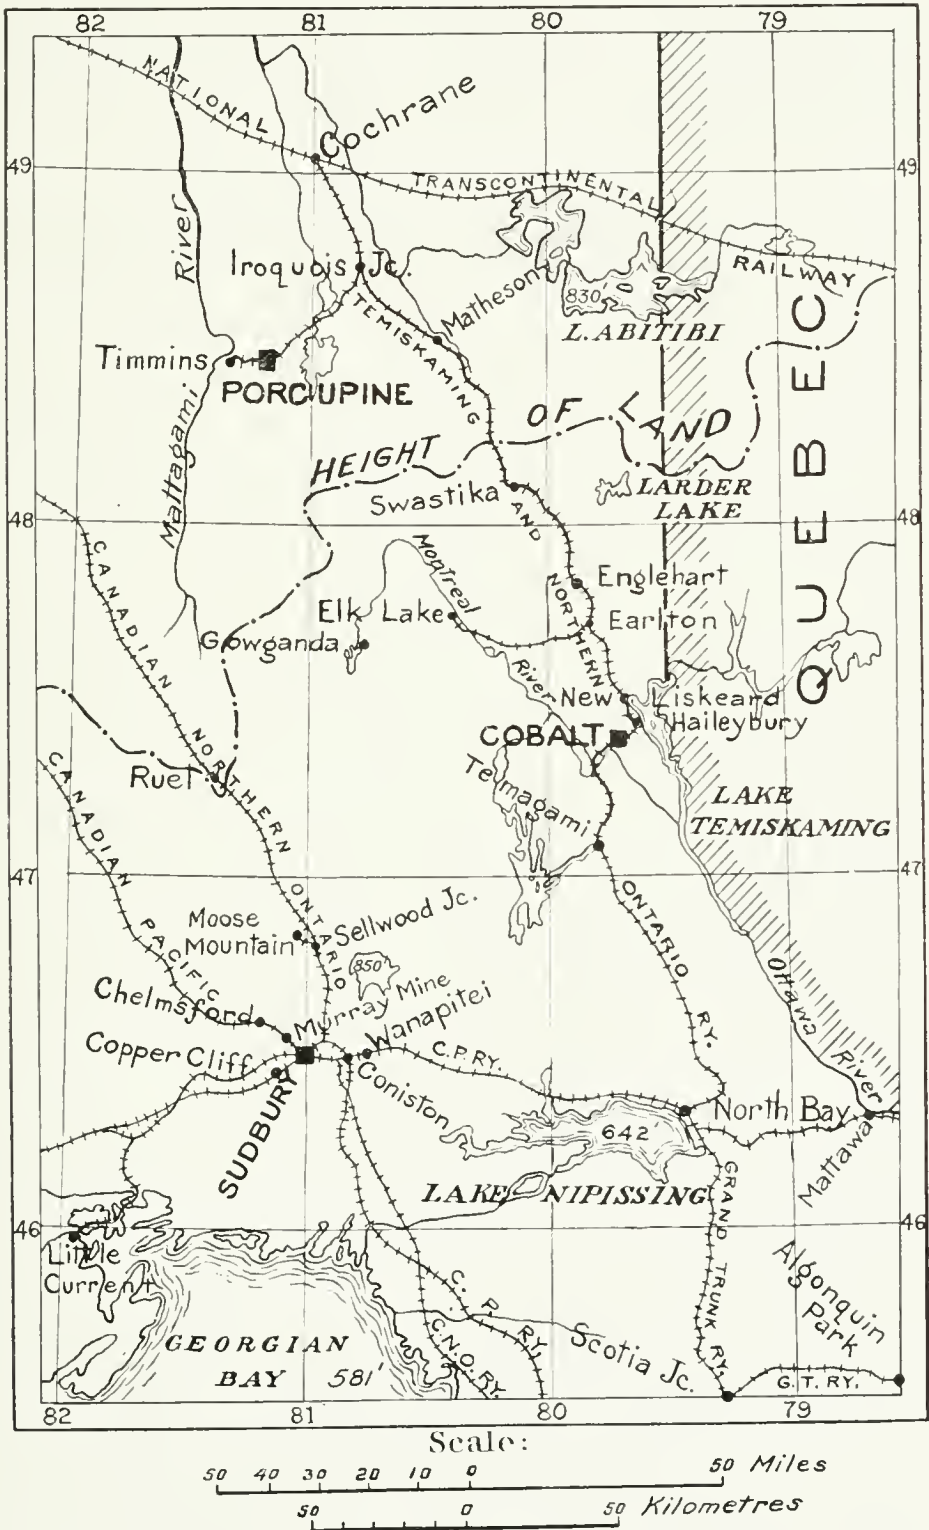 82 81 80 79
NATIONAL
Cochrane
49 49
TRANSCONTINENTAL
River
Iroquois Jc.
RAILWAY
Matheson
830'
TEMISKAMING
L. ABITIBI
Timmins
PORCUPINE
QUEBEC
Mattagami
HEIGHT OF LAND
Swastika
LARDER
LAKE
AND
48 48
CANADIAN
Montreal
Englehart
NORTHERN
Elk Lake
Earlton
Gowganda
River
New Liskeard
Haileybury
COBALT
NORTHERN
Ruel
Temagami
CANADIAN
LAKE
TEMISKAMING
47 47
ONTARIO
ONTARIO
Moose
Mountain
Sellwood Jc.
PACIFIC
850'
Ottawa
Chelmsford
Murray Mine
RY.
Wanapitei
Copper Cliff
C.P.RY.
Coniston
River
North Bay
SUDBURY
642'
Mattawa
LAKE NIPISSING
GRAND TRUNK RY.
46 46
Little
Current
Algonquin
Park
C. P. RY.
GEORGIAN
BAY 581'
C.N.O.RY.
Scotia Jc.
G.T.RY.
82 81 80 79
Scale:
50 40 30 20 10 0 50 Miles
50 0 50 Kilometres